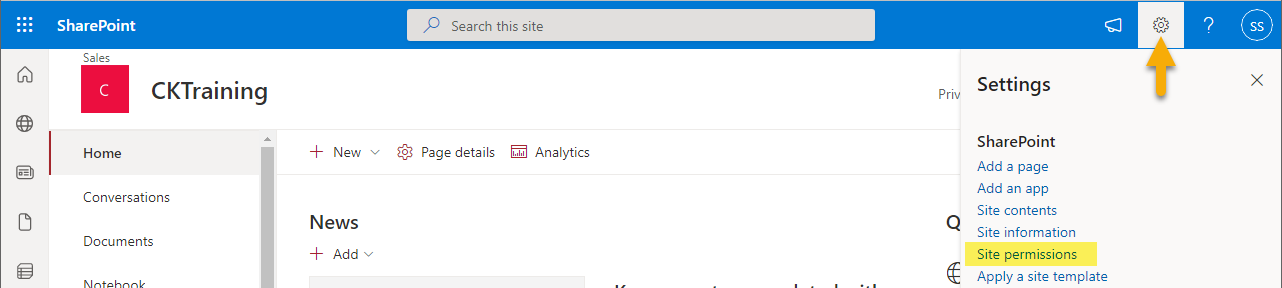 SharePoint
Search this site
?
SS
Sales
C
CKTraining
Priv
Home
Conversations
Documents
Notebook
New
Page details
Analytics
News
Add
Q
Settings
SharePoint
Add a page
Add an app
Site contents
Site information
Site permissions
Apply a site template